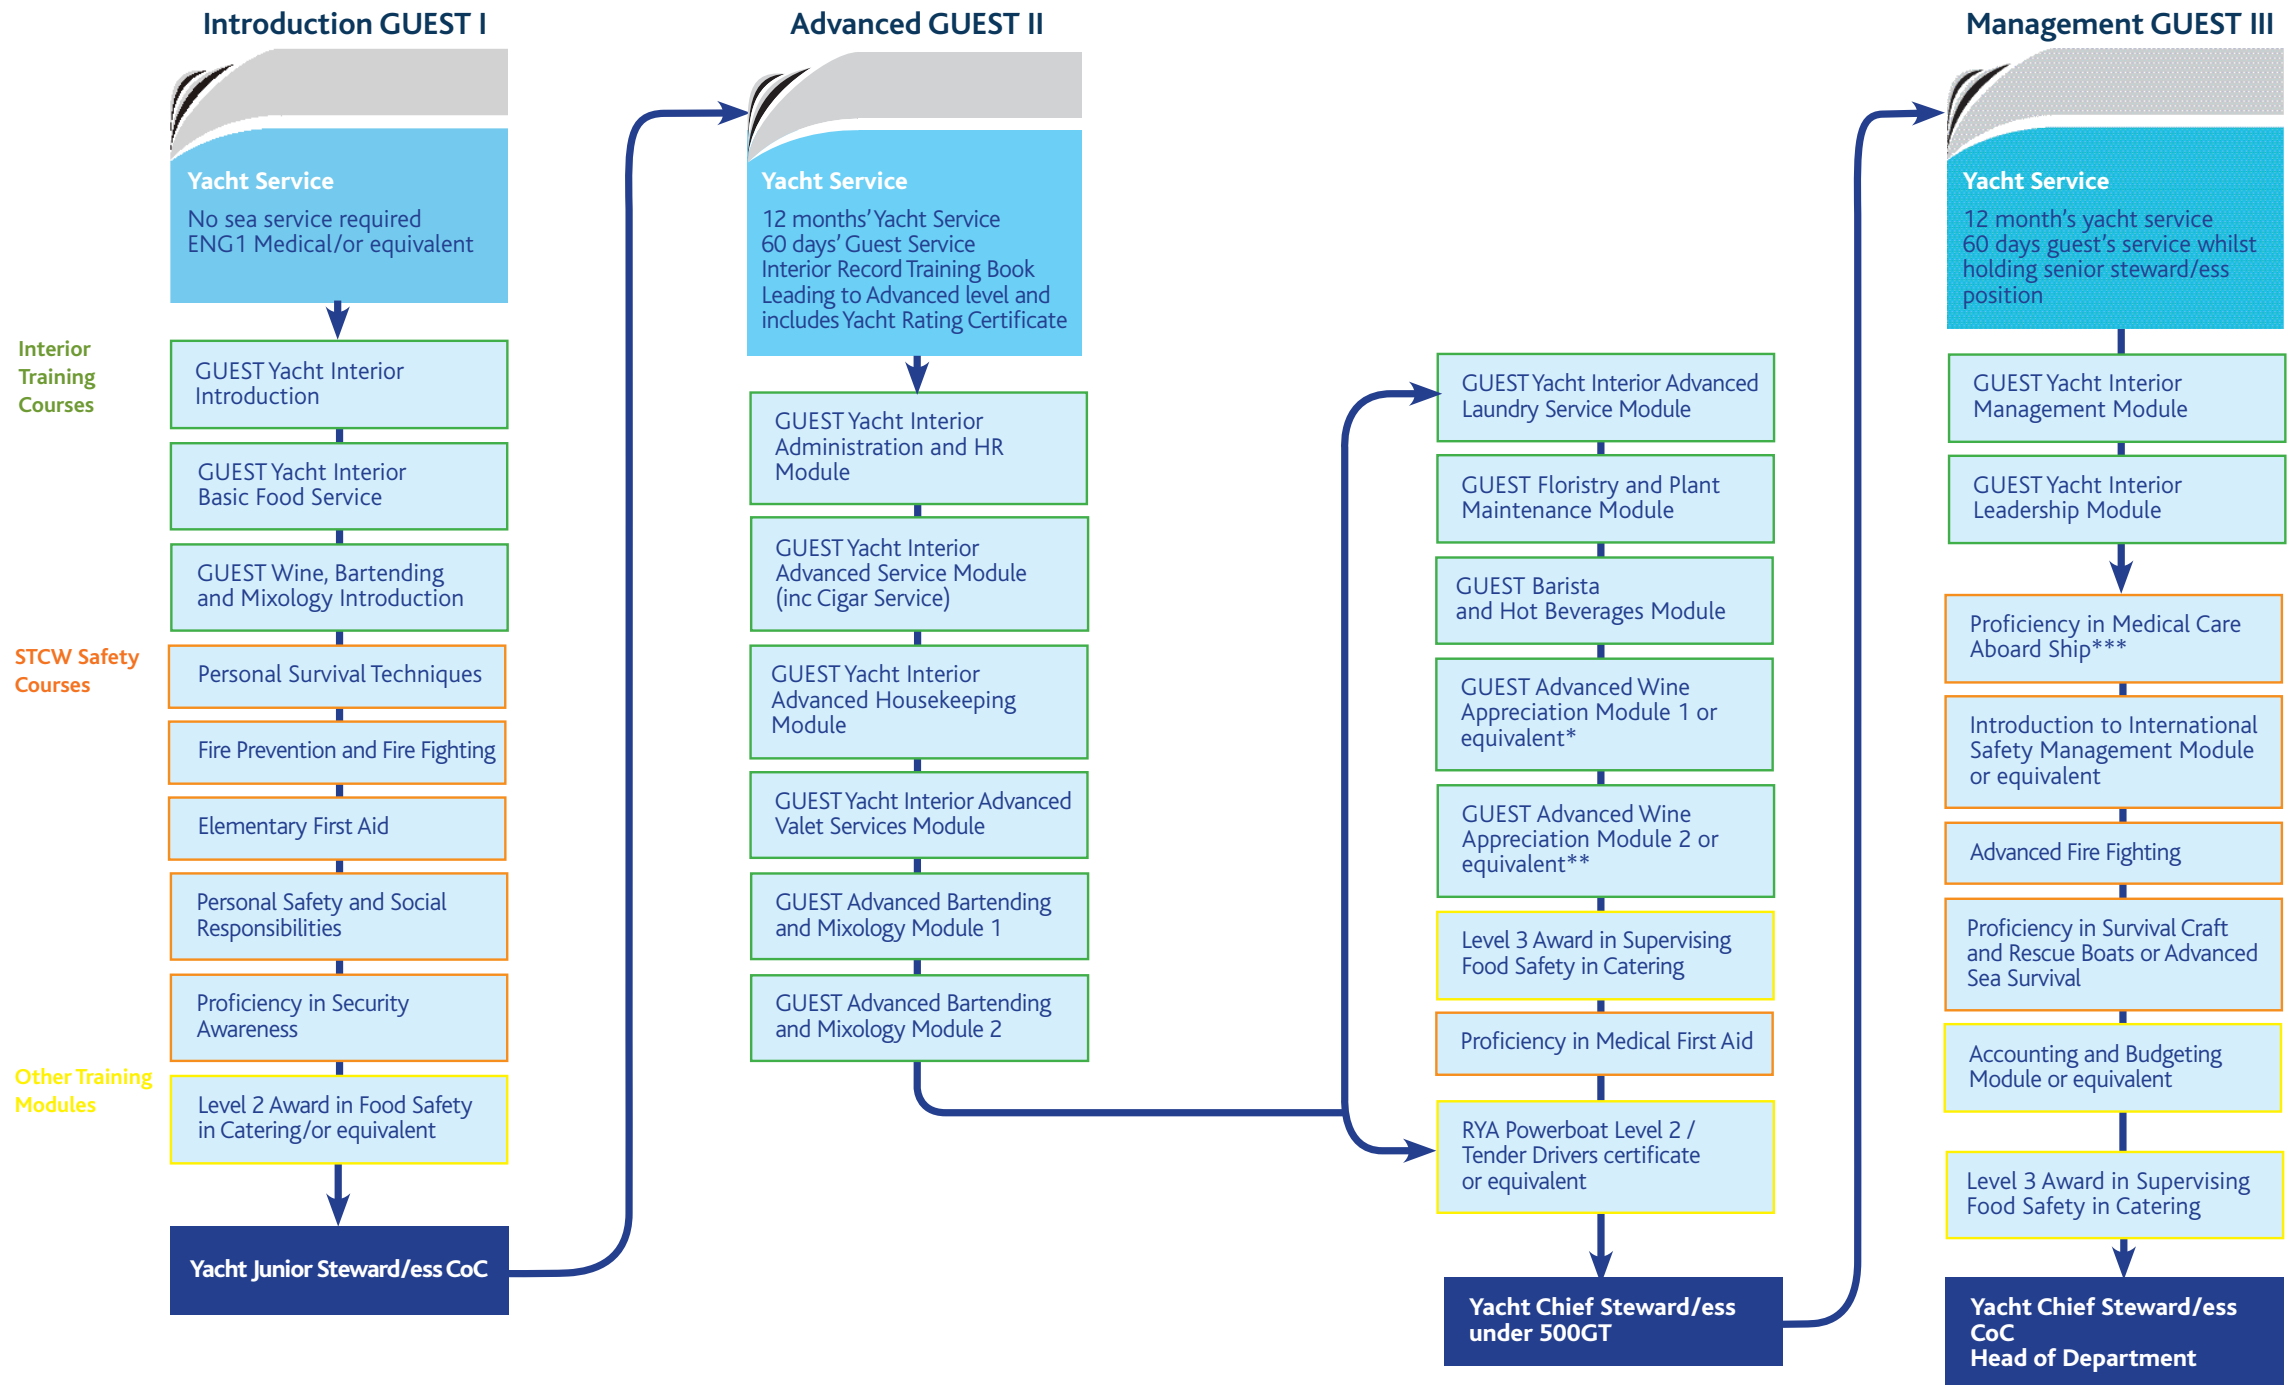 Introduction GUEST I
Yacht Service
No sea service required
ENG1 Medical/or equivalent
Interior
Training
Courses
GUEST Yacht Interior
Introduction
GUEST Yacht Interior
Basic Food Service
GUEST Wine, Bartending
and Mixology Introduction
STCW Safety
Courses
Personal Survival Techniques
Fire Prevention and Fire Fighting
Elementary First Aid
Personal Safety and Social
Responsibilities
Proficiency in Security
Awareness
Other Training
Modules
Level 2 Award in Food Safety
in Catering/or equivalent
Yacht Junior Steward/ess CoC
Advanced GUEST II
Yacht Service
12 months' Yacht Service
60 days' Guest Service
Interior Record Training Book
Leading to Advanced level and
includes Yacht Rating Certificate
GUEST Yacht Interior
Administration and HR
Module
GUEST Yacht Interior
Advanced Service Module
(inc Cigar Service)
GUEST Yacht Interior
Advanced Housekeeping
Module
GUEST Yacht Interior Advanced
Valet Services Module
GUEST Advanced Bartending
and Mixology Module 1
GUEST Advanced Bartending
and Mixology Module 2
GUEST Yacht Interior Advanced
Laundry Service Module
GUEST Floristry and Plant
Maintenance Module
GUEST Barista
and Hot Beverages Module
GUEST Advanced Wine
Appreciation Module 1 or
equivalent*
GUEST Advanced Wine
Appreciation Module 2 or
equivalent**
Level 3 Award in Supervising
Food Safety in Catering
Proficiency in Medical First Aid
RYA Powerboat Level 2 /
Tender Drivers certificate
or equivalent
Yacht Chief Steward/ess
under 500GT
Management GUEST III
Yacht Service
12 month's yacht service
60 days guest's service whilst
holding senior steward/ess
position
GUEST Yacht Interior
Management Module
GUEST Yacht Interior
Leadership Module
Proficiency in Medical Care
Aboard Ship***
Introduction to International
Safety Management Module
or equivalent
Advanced Fire Fighting
Proficiency in Survival Craft
and Rescue Boats or Advanced
Sea Survival
Accounting and Budgeting
Module or equivalent
Level 3 Award in Supervising
Food Safety in Catering
Yacht Chief Steward/ess
CoC
Head of Department